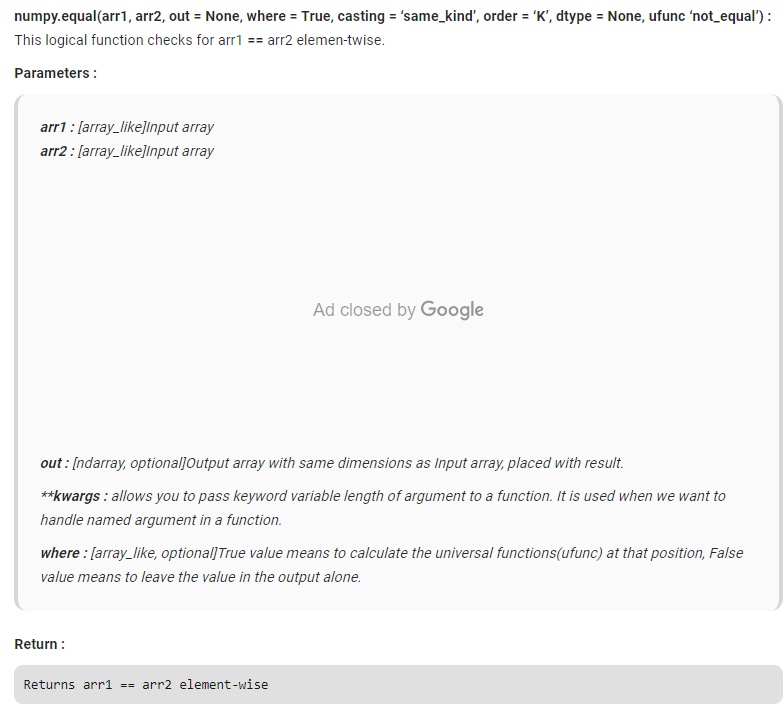 numpy.equal(arr1, arr2, out = None, where = True, casting = ‘same_kind’, order = ‘K’, dtype = None, ufunc ‘not_equal’) :
This logical function checks for arr1 == arr2 elemen-twise.
Parameters :
arr1 : [array_like]Input array
arr2 : [array_like]Input array
Ad closed by Google
out : [ndarray, optional]Output array with same dimensions as Input array, placed with result.
**kwargs : allows you to pass keyword variable length of argument to a function. It is used when we want to
handle named argument in a function.
where : [array_like, optional]True value means to calculate the universal functions(ufunc) at that position, False
value means to leave the value in the output alone.
Return :
Returns arr1 == arr2 element-wise